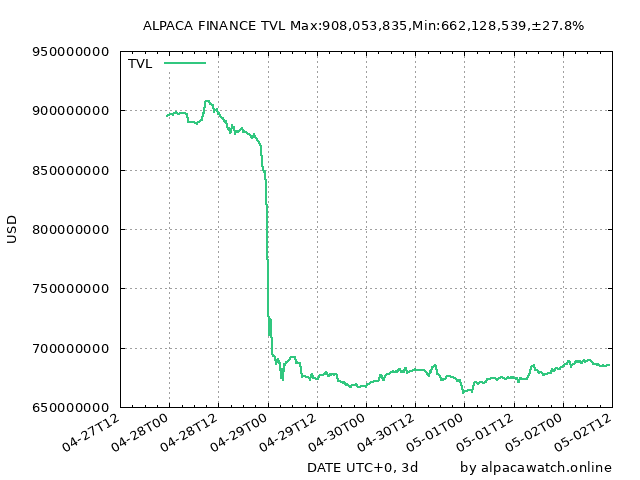 ALPACA FINANCE TVL Max:908,053,835,Min:662,128,539,±27.8%
950000000
TVL
900000000
850000000
800000000
USD
750000000
700000000
650000000
04-27T12 04-28T00 04-28T12 04-29T00 04-29T12 04-30T00 04-30T12 05-01T00 05-01T12 05-02T00 05-02T12
DATE UTC+0, 3d by alpacawatch.online